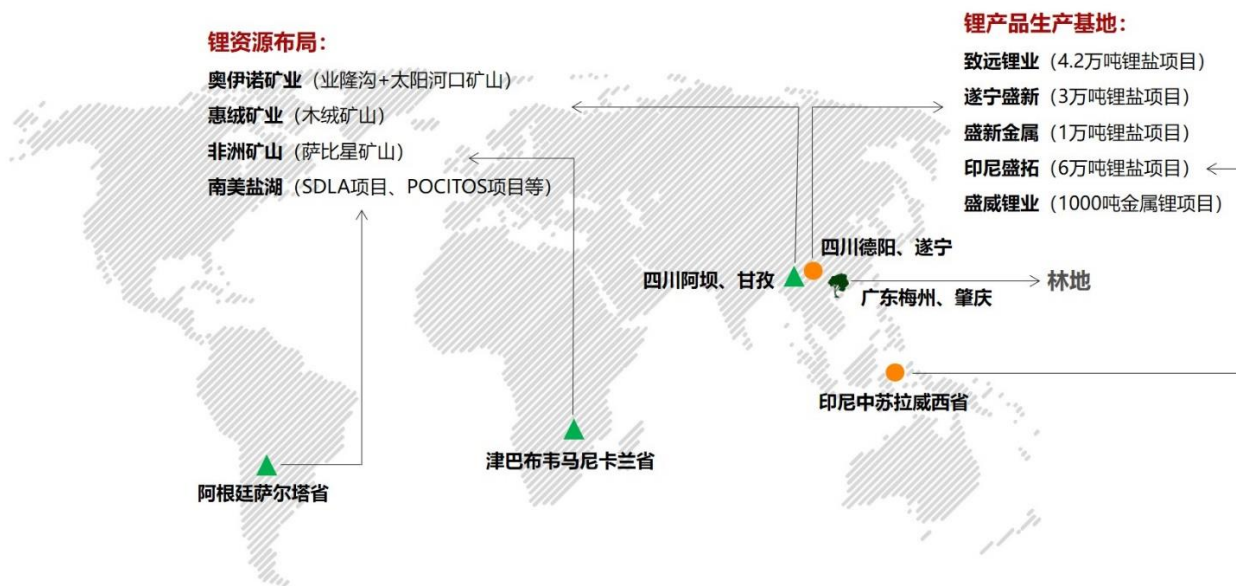 锂资源布局：
奥伊诺矿业（业隆沟+太阳河口矿山）
惠绒矿业（木绒矿山）
非洲矿山（萨比星矿山）
南美盐湖（SDLA项目、POCITOS项目等）
锂产品生产基地：
致远锂业（4.2万吨锂盐项目）
遂宁盛新（3万吨锂盐项目）
盛新金属（1万吨锂盐项目）
印尼盛拓（6万吨锂盐项目）
盛威锂业（1000吨金属锂项目）
四川德阳、遂宁
四川阿坝、甘孜
林地
广东梅州、肇庆
印尼中苏拉威西省
津巴布韦马尼卡兰省
阿根廷萨尔塔省